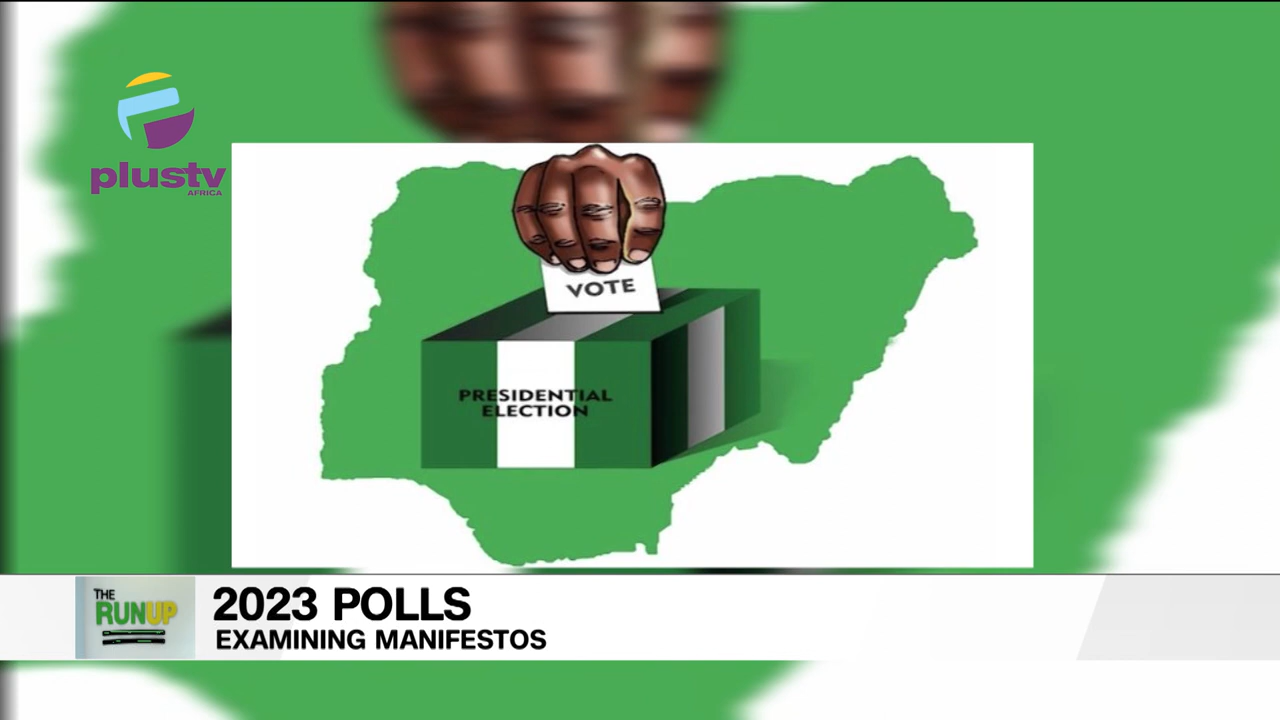 plustv
AFRICA
VOTE
PRESIDENTIAL
ELECTION
THE
RUNUP
2023 POLLS
EXAMINING MANIFESTOS